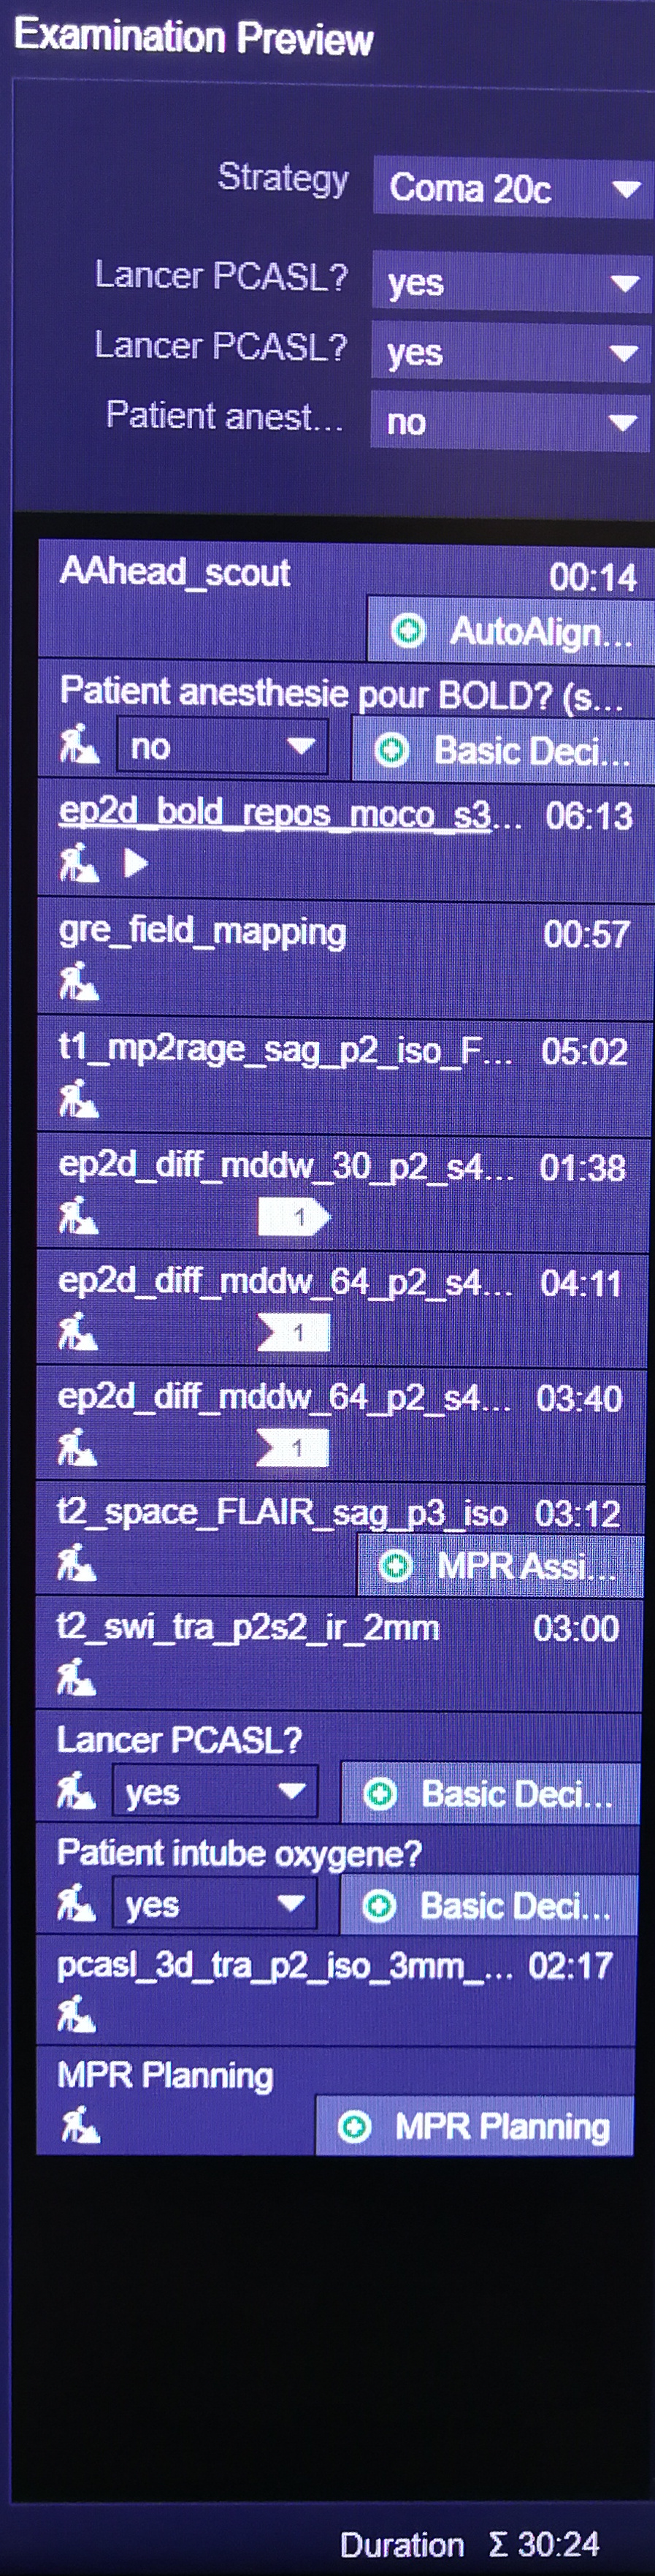 Examination Preview
Strategy Coma 20c
Lancer PCASL? yes
Lancer PCASL? yes
Patient anest... no
AAhead_scout 00:14
AutoAlign...
Patient anesthesie pour BOLD? (s...
no Basic Deci...
ep2d_bold_repos_moco_s3... 06:13
gre_field_mapping 00:57
t1_mp2rage_sag_p2_iso_F... 05:02
ep2d_diff_mddw_30_p2_s4... 01:38
1
ep2d_diff_mddw_64_p2_s4... 04:11
1
ep2d_diff_mddw_64_p2_s4... 03:40
1
t2_space_FLAIR_sag_p3_iso 03:12
MPR Assi...
t2_swi_tra_p2s2_ir_2mm 03:00
Lancer PCASL?
yes Basic Deci...
Patient intube oxygene?
yes Basic Deci...
pcasl_3d_tra_p2_iso_3mm_... 02:17
MPR Planning
MPR Planning
Duration Σ 30:24